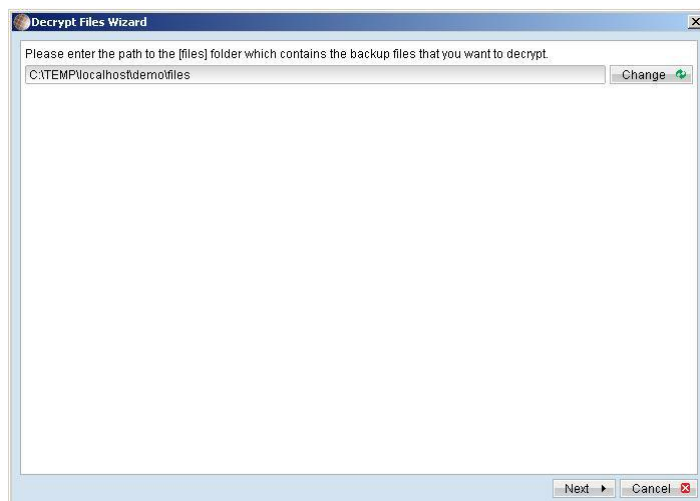 Decrypt Files Wizard
Please enter the path to the [files] folder which contains the backup files that you want to decrypt.
C:\TEMP\localhost\demo\files
Change
Next
Cancel